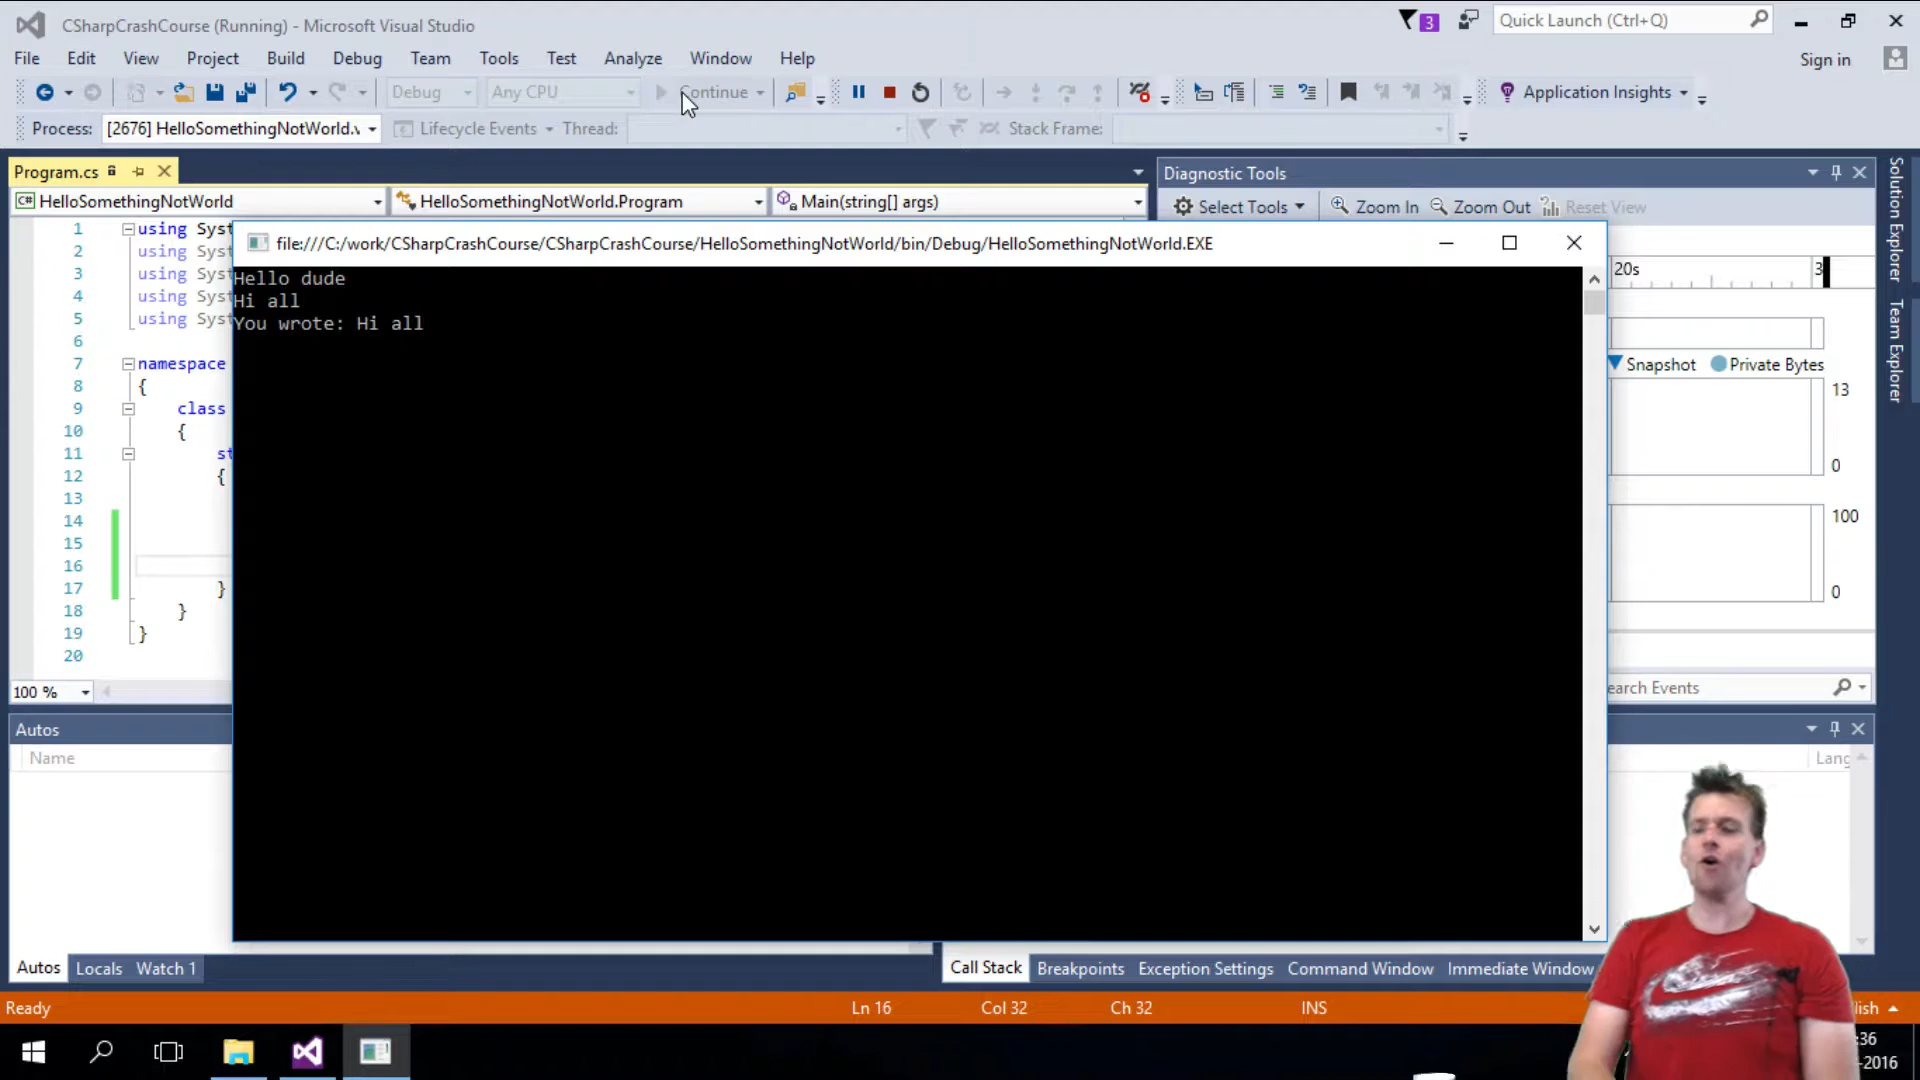 CSharpCrashCourse (Running) - Microsoft Visual Studio
3
Quick Launch (Ctrl+Q)
File Edit View Project Build Debug Team Tools Test Analyze Window Help
Sign in
Debug Any CPU Continue Application Insights
Process: [2676] HelloSomethingNotWorld.v Lifecycle Events Thread: Stack Frame:
Program.cs
Diagnostic Tools
HelloSomethingNotWorld HelloSomethingNotWorld.Program Main(string[] args)
Select Tools Zoom In Zoom Out Reset View
file:///C:/work/CSharpCrashCourse/CSharpCrashCourse/HelloSomethingNotWorld/bin/Debug/HelloSomethingNotWorld.EXE
Hello dude
Hi all
You wrote: Hi all
1 using Syst
2 using Syst
3 using Syst
4 using Syst
5 using Syst
6
7 namespace
8 {
9 class
10 {
11 st
12 {
13
14
15
16
17 }
18 }
19 }
20
20s 3
Snapshot Private Bytes
13
0
100
0
100 %
earch Events
Autos
Name
Lang
Autos Locals Watch 1
Call Stack Breakpoints Exception Settings Command Window Immediate Window
Solution Explorer
Team Explorer
Ready Ln 16 Col 32 Ch 32 INS lish
:36
-2016